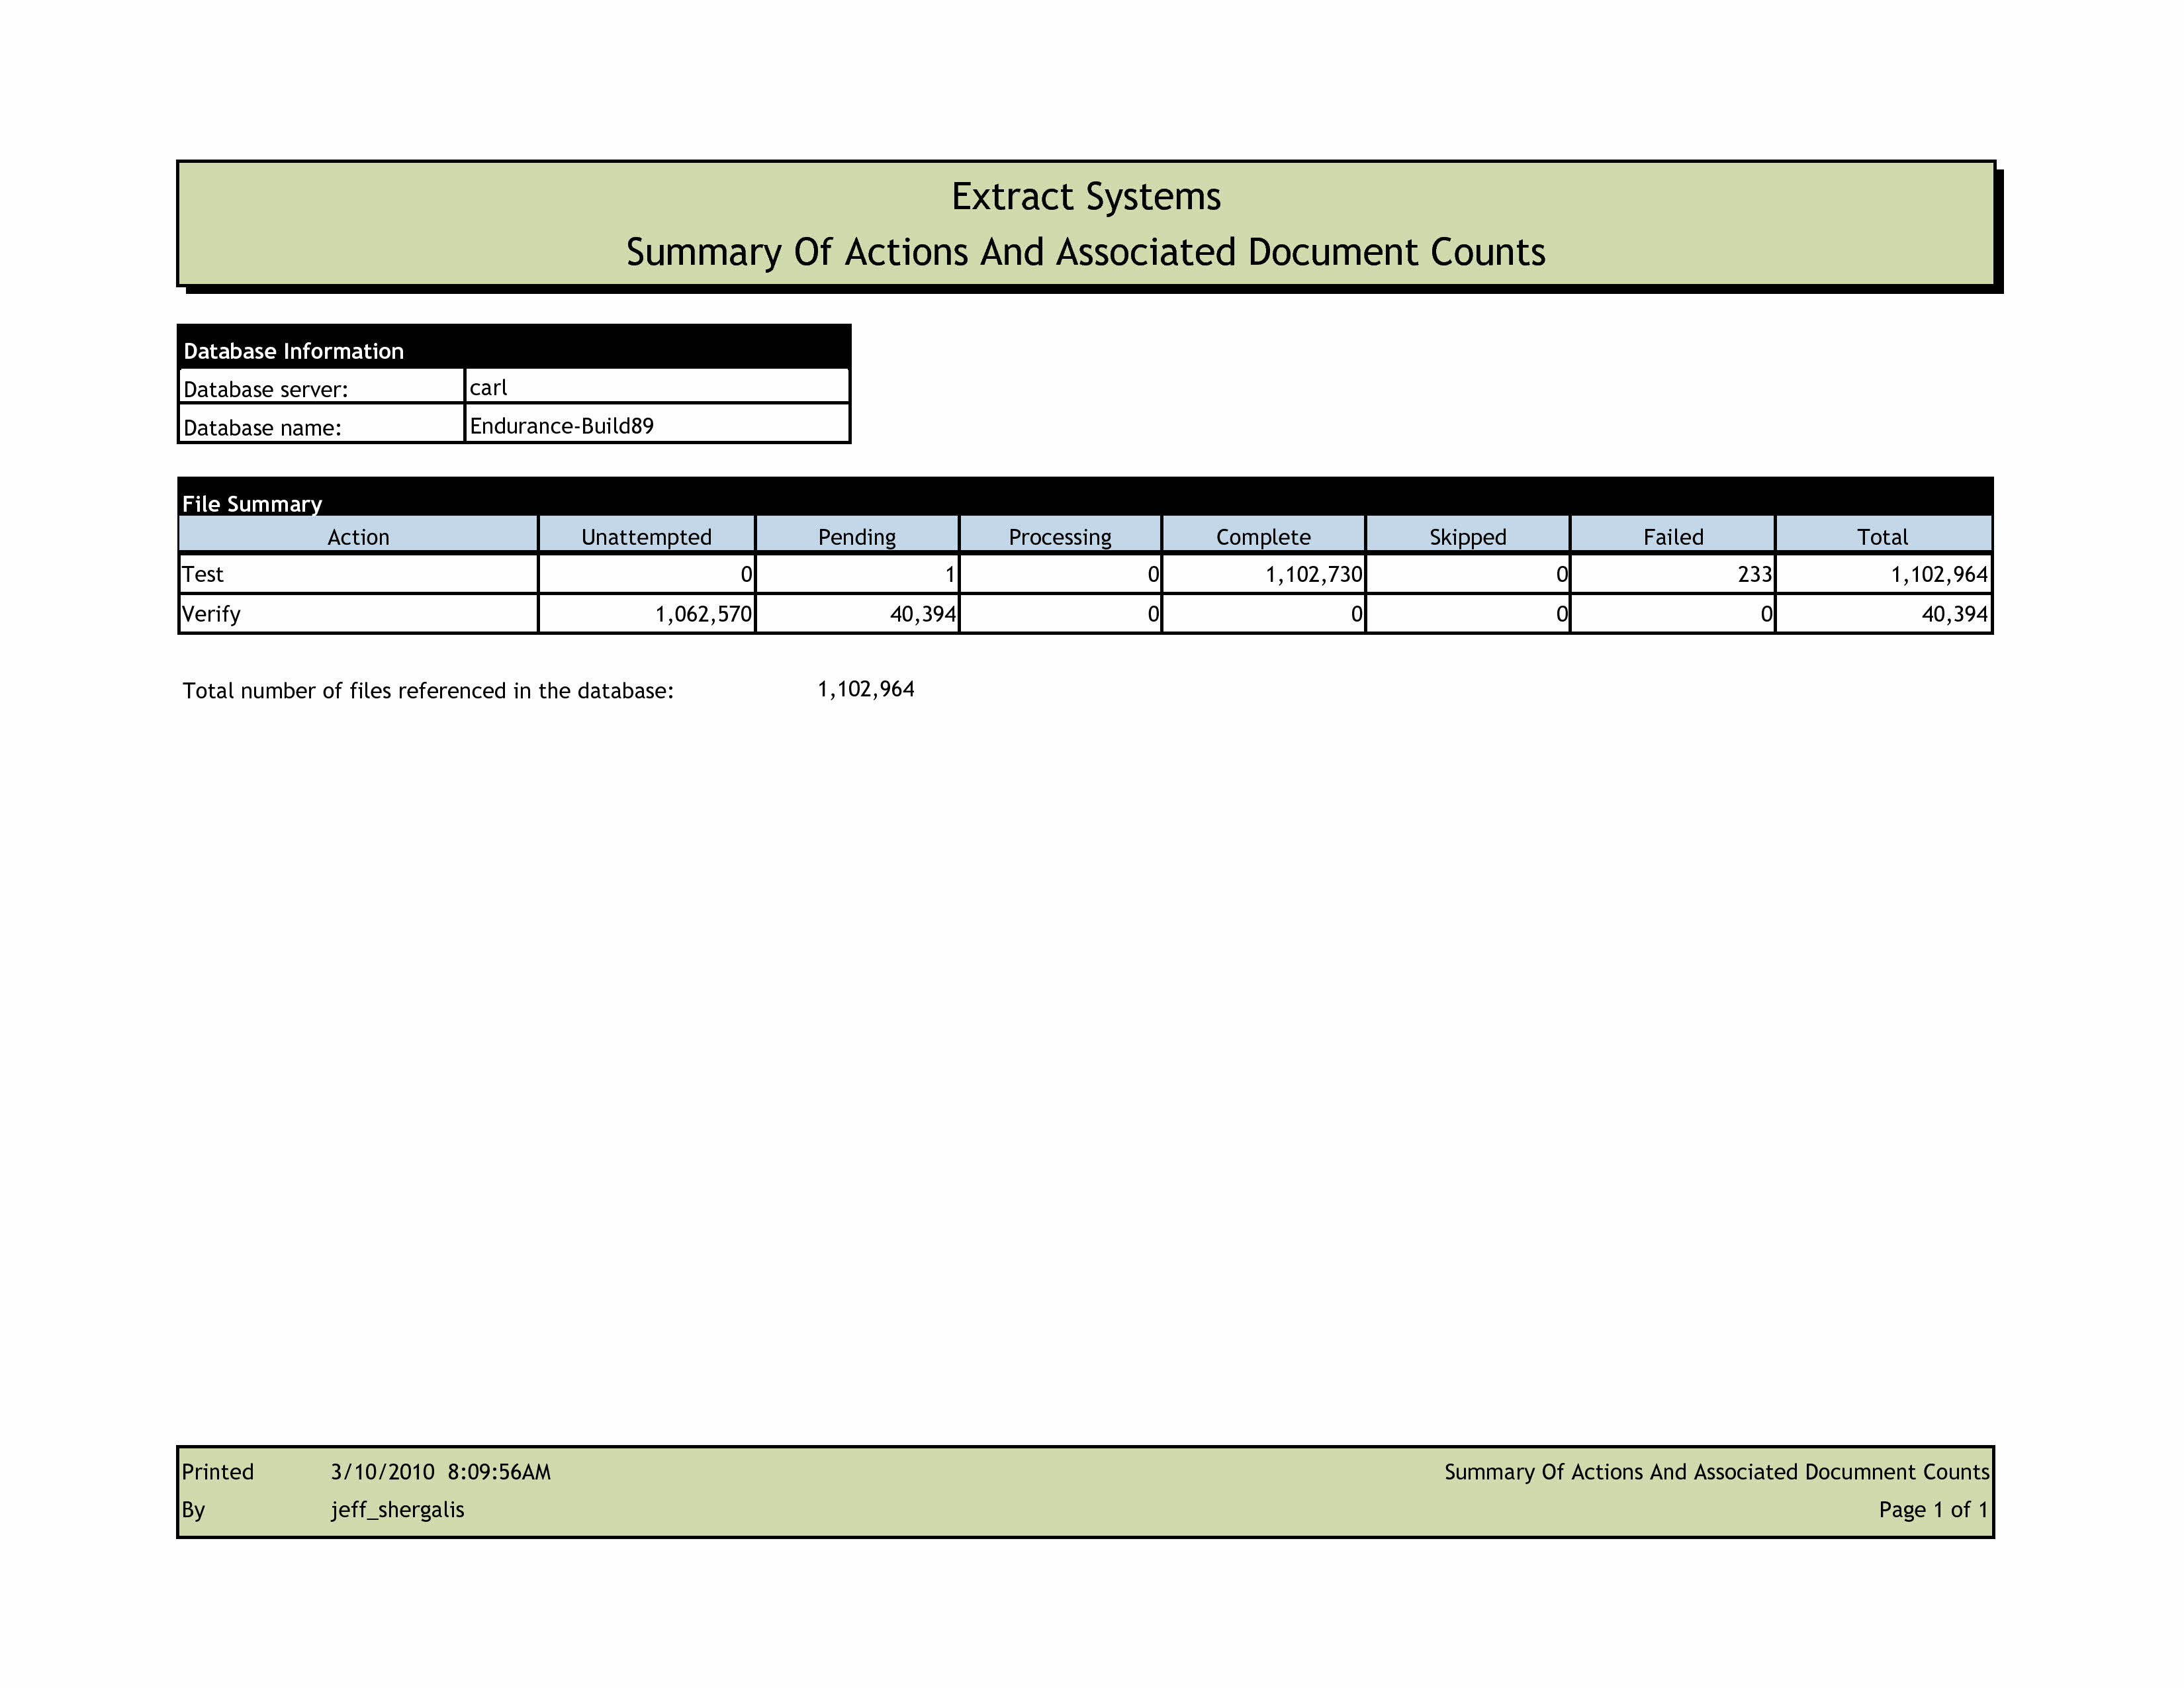 Extract Systems
Summary Of Actions And Associated Document Counts
Database Information
Database server: carl
Database name: Endurance-Build89
File Summary
Action Unattempted Pending Processing Complete Skipped Failed Total
Test 0 1 0 1,102,730 0 233 1,102,964
Verify 1,062,570 40,394 0 0 0 0 40,394
Total number of files referenced in the database: 1,102,964
Printed 3/10/2010 8:09:56AM Summary Of Actions And Associated Documnent Counts
By jeff_shergalis Page 1 of 1